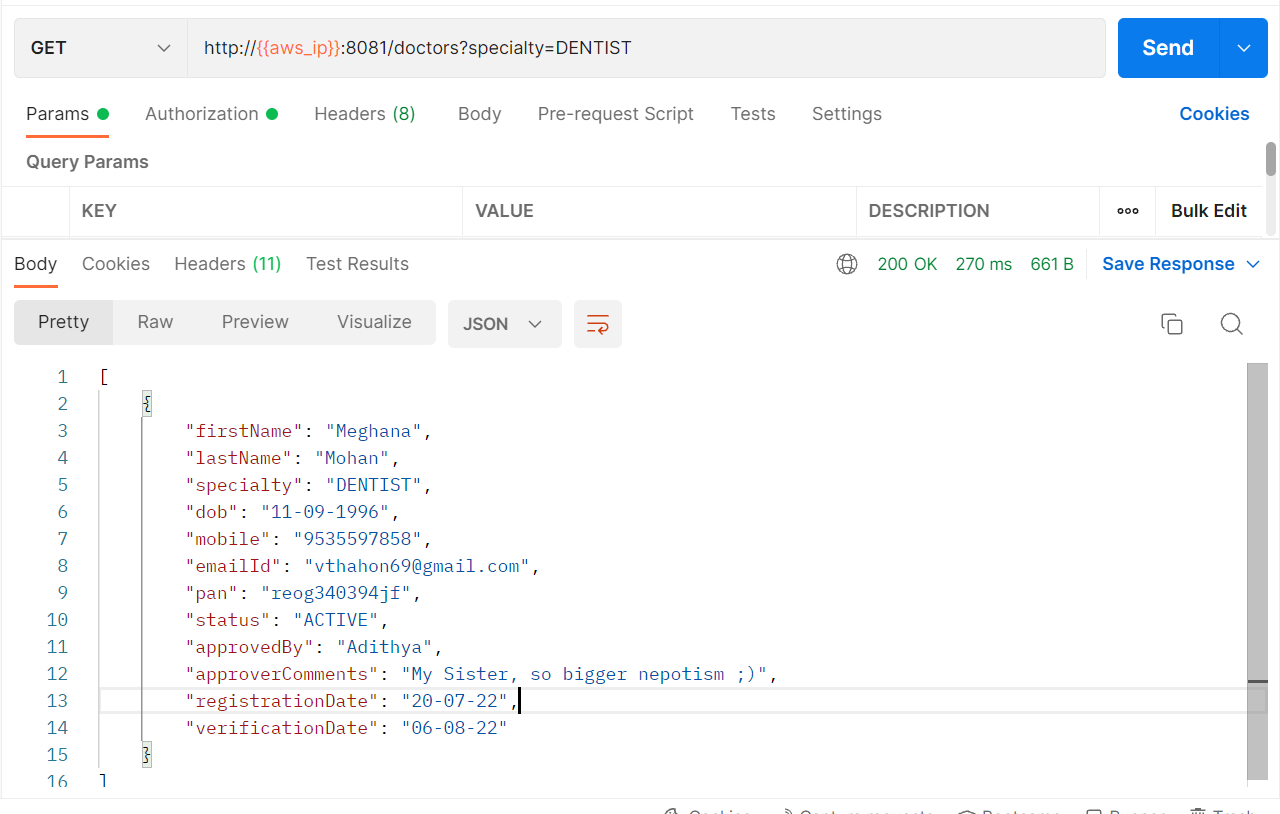 GET http://{{aws_ip}}:8081/doctors?specialty=DENTIST Send
Params Authorization Headers (8) Body Pre-request Script Tests Settings Cookies
Query Params
KEY VALUE DESCRIPTION ooo Bulk Edit
Body Cookies Headers (11) Test Results 200 OK 270 ms 661 B Save Response
Pretty Raw Preview Visualize JSON
1 [
2 {
3 "firstName": "Meghana",
4 "lastName": "Mohan",
5 "specialty": "DENTIST",
6 "dob": "11-09-1996",
7 "mobile": "9535597858",
8 "emailId": "vthahon69@gmail.com",
9 "pan": "reog340394jf",
10 "status": "ACTIVE",
11 "approvedBy": "Adithya",
12 "approverComments": "My Sister, so bigger nepotism ;)",
13 "registrationDate": "20-07-22",
14 "verificationDate": "06-08-22"
15 }
16 ]